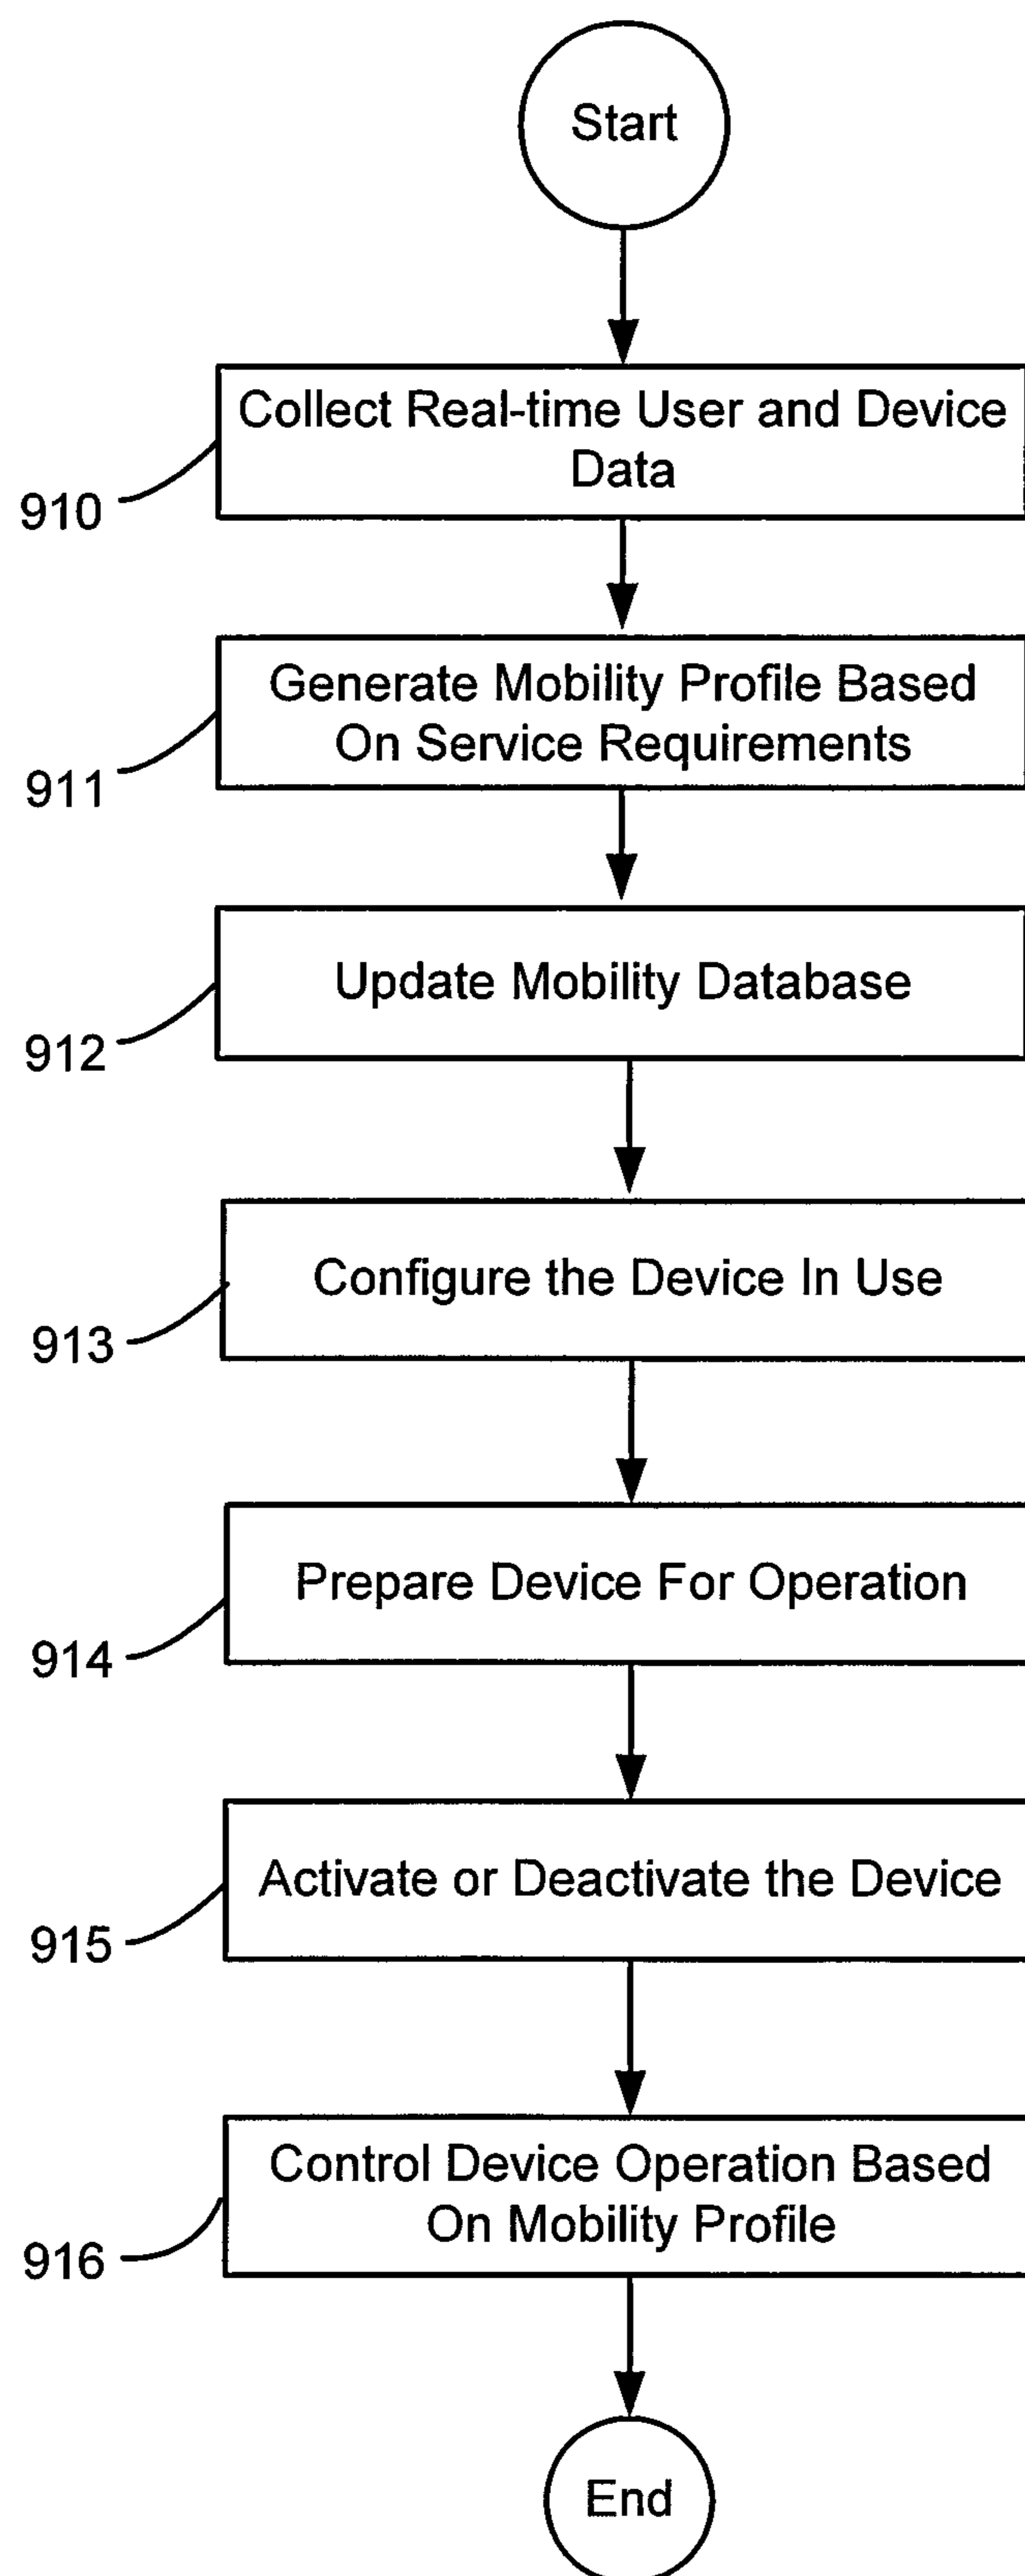 Start
Collect Real-time User and Device
Data
910
Generate Mobility Profile Based
On Service Requirements
911
Update Mobility Database
912
Configure the Device In Use
913
Prepare Device For Operation
914
Activate or Deactivate the Device
915
Control Device Operation Based
On Mobility Profile
916
End